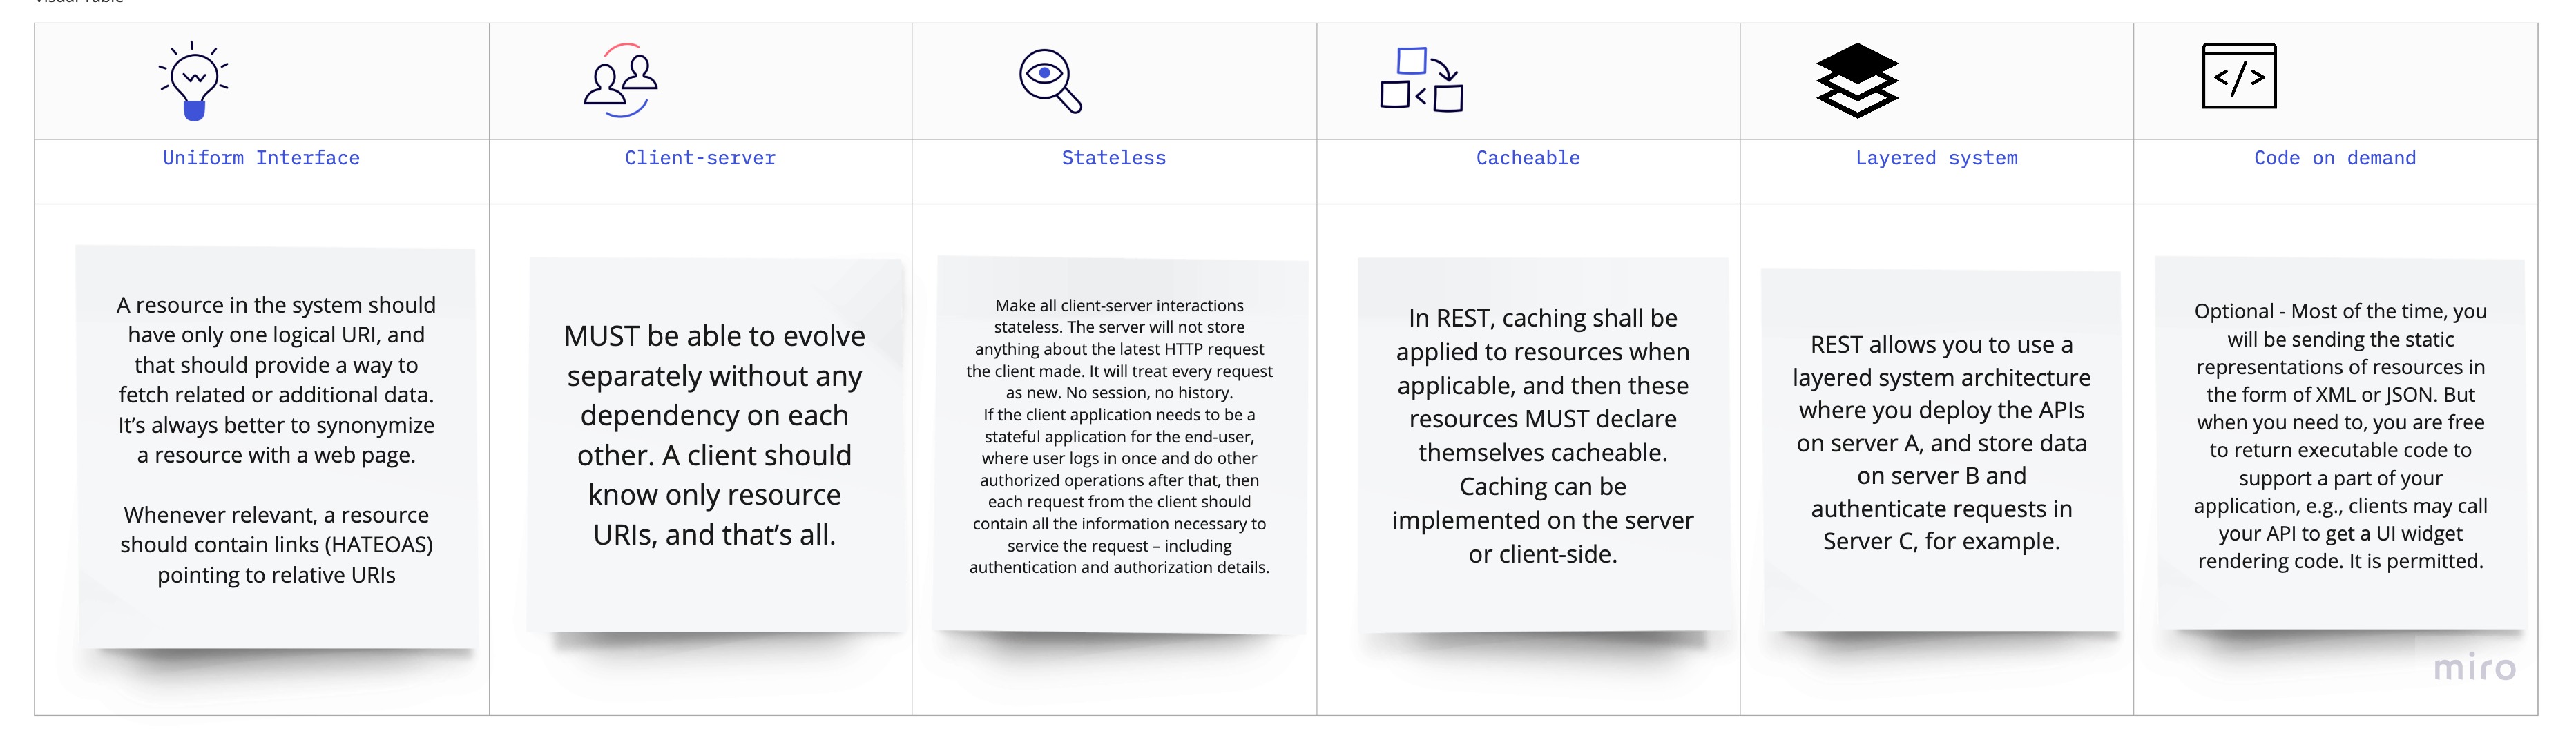 Visual Table
Uniform Interface
Client-server
Stateless
Cacheable
Layered system
Code on demand
A resource in the system should
have only one logical URI, and
that should provide a way to
fetch related or additional data.
It’s always better to synonymize
a resource with a web page.
Whenever relevant, a resource
should contain links (HATEOAS)
pointing to relative URIs
MUST be able to evolve
separately without any
dependency on each
other. A client should
know only resource
URIs, and that’s all.
Make all client-server interactions
stateless. The server will not store
anything about the latest HTTP request
the client made. It will treat every request
as new. No session, no history.
If the client application needs to be a
stateful application for the end-user,
where user logs in once and do other
authorized operations after that, then
each request from the client should
contain all the information necessary to
service the request – including
authentication and authorization details.
In REST, caching shall be
applied to resources when
applicable, and then these
resources MUST declare
themselves cacheable.
Caching can be
implemented on the server
or client-side.
REST allows you to use a
layered system architecture
where you deploy the APIs
on server A, and store data
on server B and
authenticate requests in
Server C, for example.
Optional - Most of the time, you
will be sending the static
representations of resources in
the form of XML or JSON. But
when you need to, you are free
to return executable code to
support a part of your
application, e.g., clients may call
your API to get a UI widget
rendering code. It is permitted.
miro